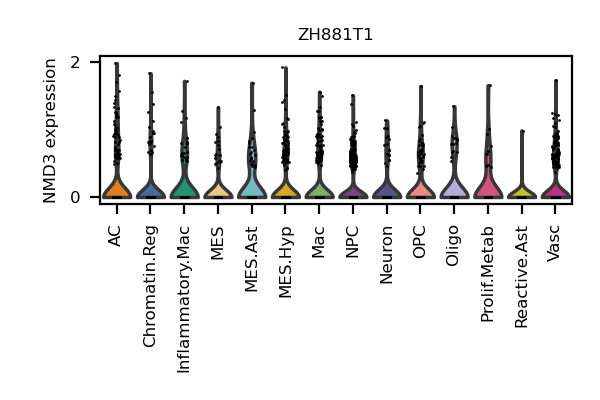 ZH881T1
NMD3 expression
2
0
AC
Chromatin.Reg
Inflammatory.Mac
MES
MES.Ast
MES.Hyp
Mac
NPC
Neuron
OPC
Oligo
Prolif.Metab
Reactive.Ast
Vasc